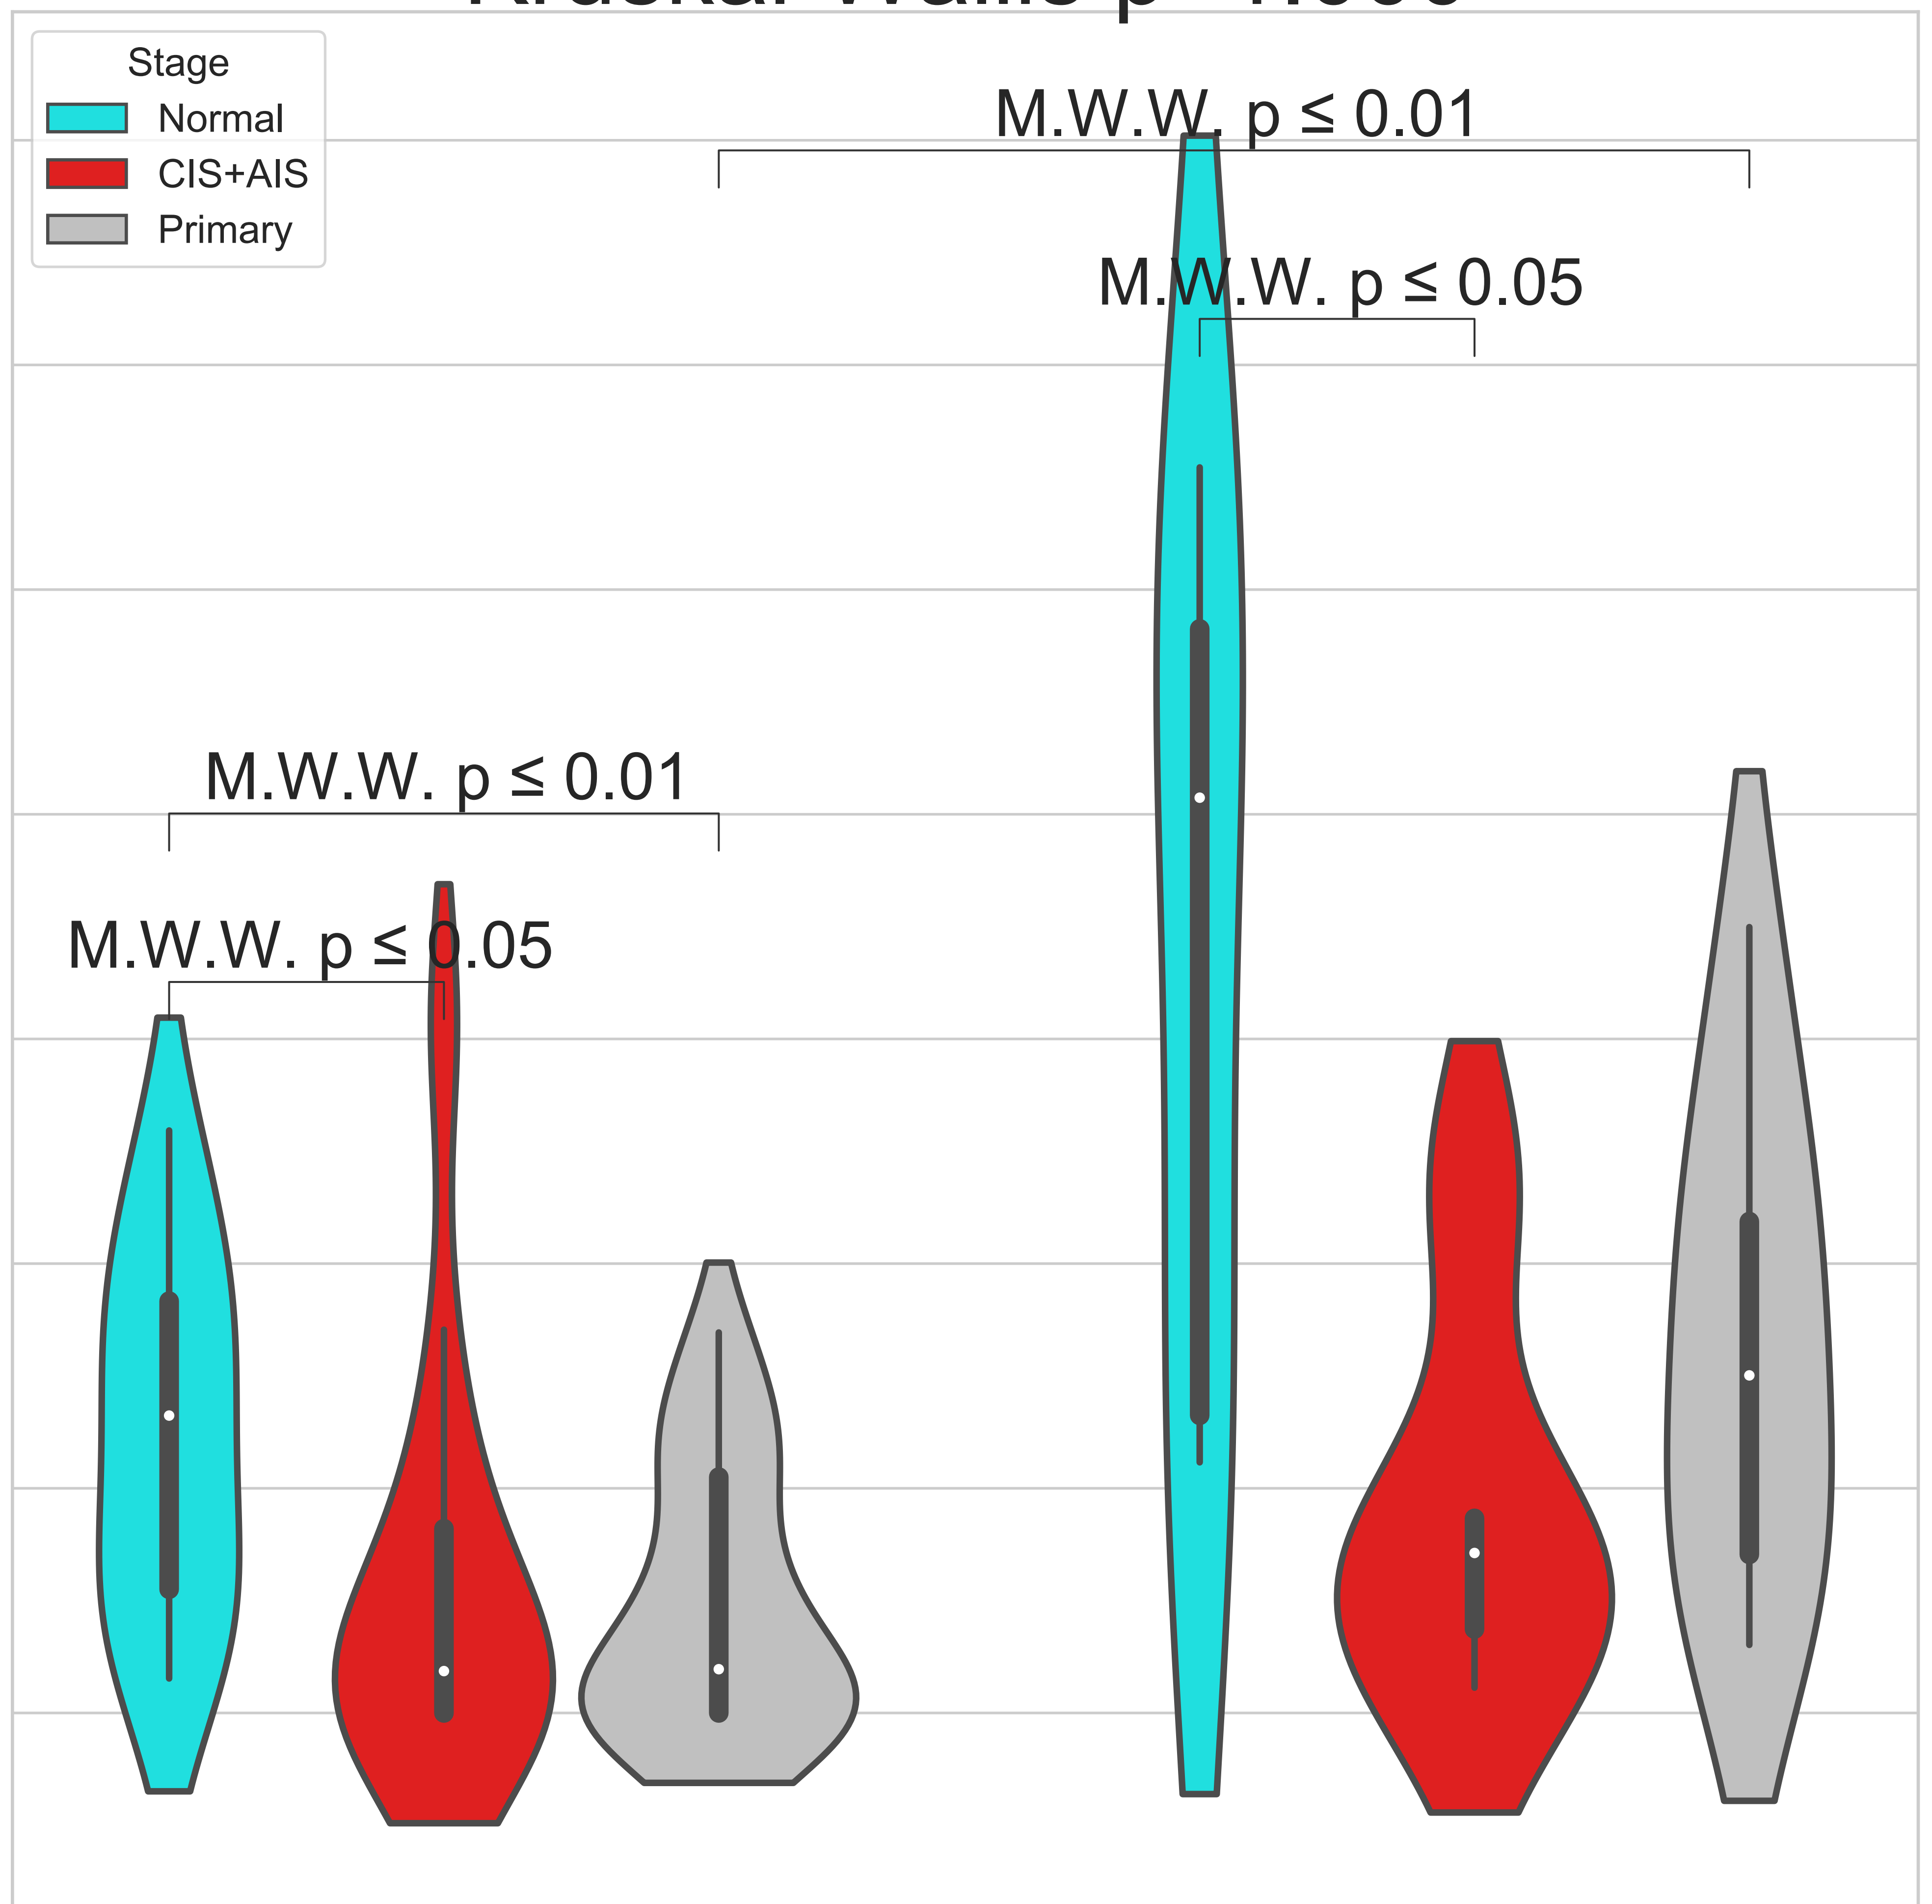 Stage
Normal
CIS+AIS
Primary
M.W.W. p ≤ 0.01
M.W.W. p ≤ 0.05
M.W.W. p ≤ 0.01
M.W.W. p ≤ 0.05